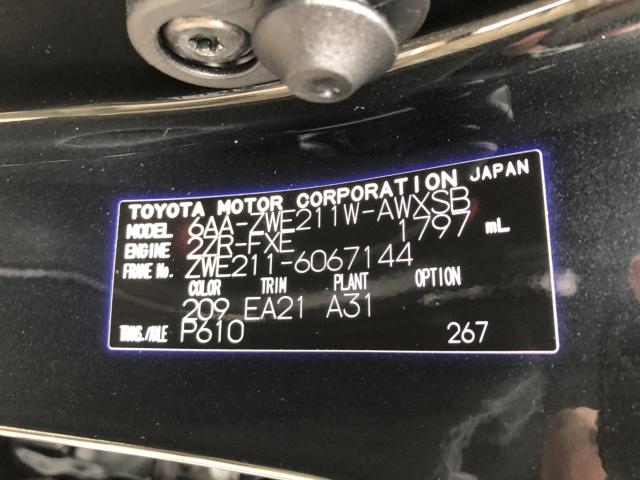 TOYOTA MOTOR CORPORATION JAPAN
MODEL 6AA-ZWE211W-AWXSB
ENGINE 2ZR-FXE 1797 mL
FRAME No. ZWE211-6067144
COLOR TRIM PLANT OPTION
209 EA21 A31
TRANS./AXLE P610 267